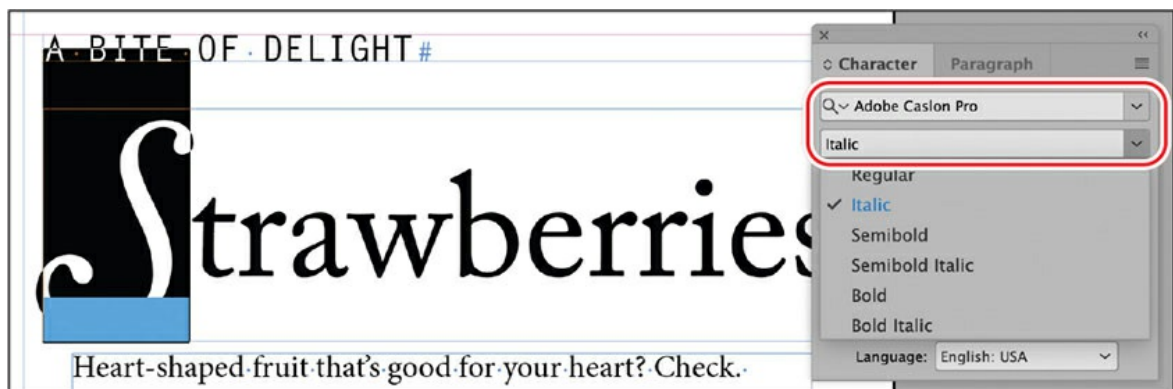 A BITE OF DELIGHT#
Strawberries
Heart-shaped fruit that's good for your heart? Check.
Character Paragraph
Adobe Caslon Pro
Italic
Regular
Italic
Semibold
Semibold Italic
Bold
Bold Italic
Language: English: USA